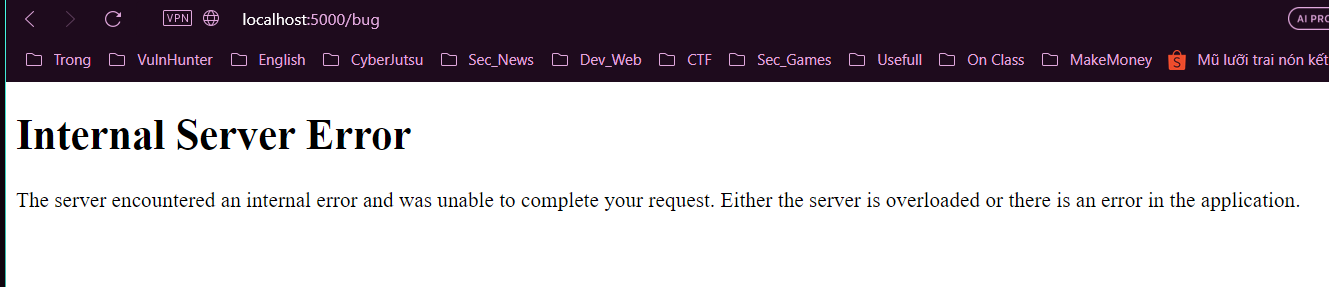 VPN localhost:5000/bug AI PRO
Trong VulnHunter English CyberJutsu Sec_News Dev_Web CTF Sec_Games Usefull On Class MakeMoney Mũ lưỡi trai nón kết
Internal Server Error
The server encountered an internal error and was unable to complete your request. Either the server is overloaded or there is an error in the application.